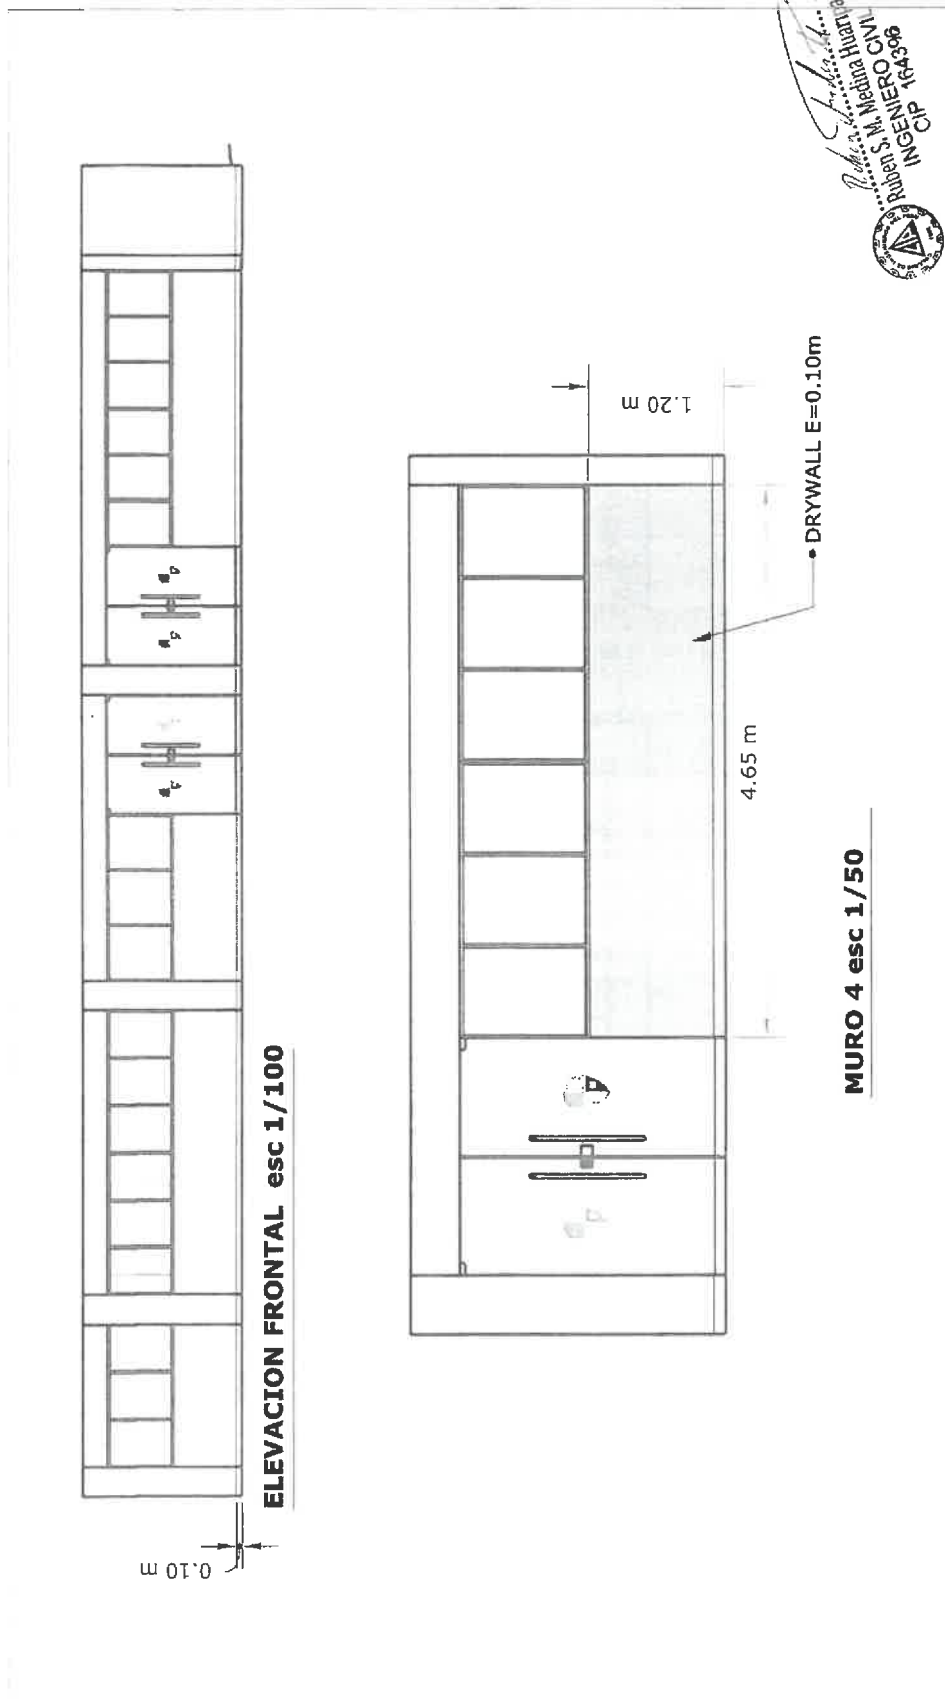 0.10 m
ELEVACION FRONTAL esc 1/100
1.20 m
4.65 m
• DRYWALL E=0.10m
MURO 4 esc 1/50
Ruben S. M. Medina
INGENIERO CIVIL
CIP 164396